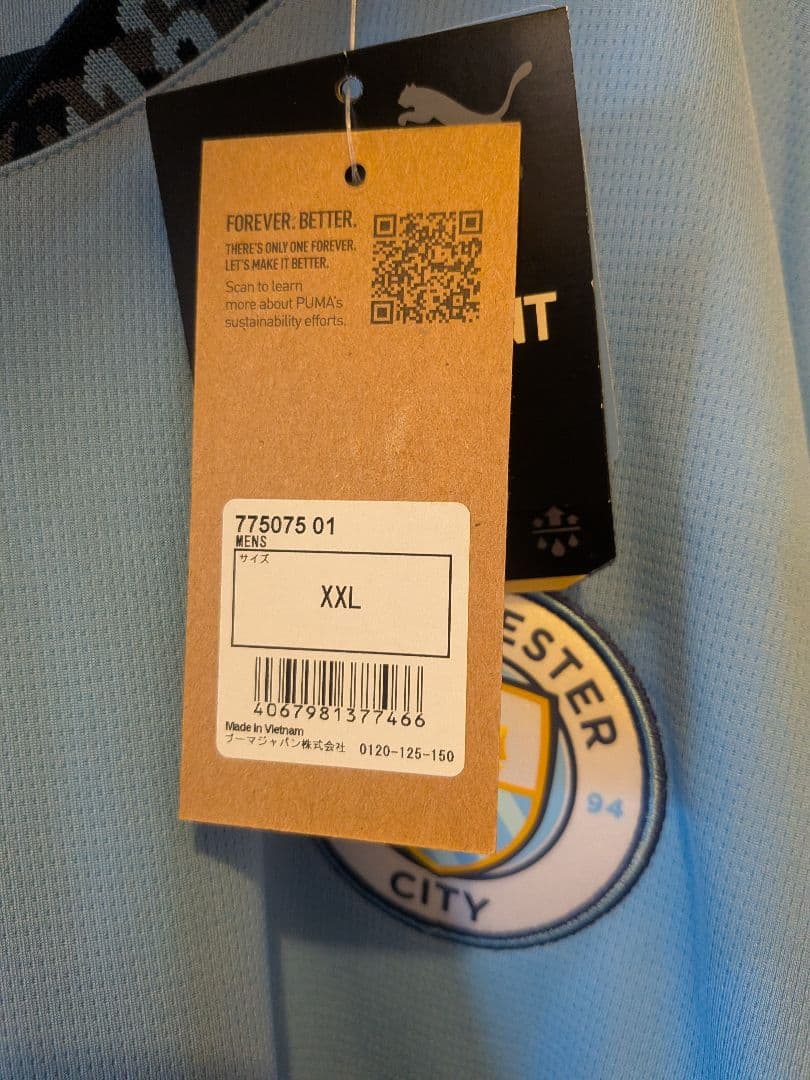 FOREVER. BETTER.
THERE'S ONLY ONE FOREVER.
LET'S MAKE IT BETTER.
Scan to learn
more about PUMA's
sustainability efforts.
775075 01
MENS
サイズ
XXL
4067981377466
Made in Vietnam
プーマジャパン株式会社 0120-125-150
ESTER
94
CITY